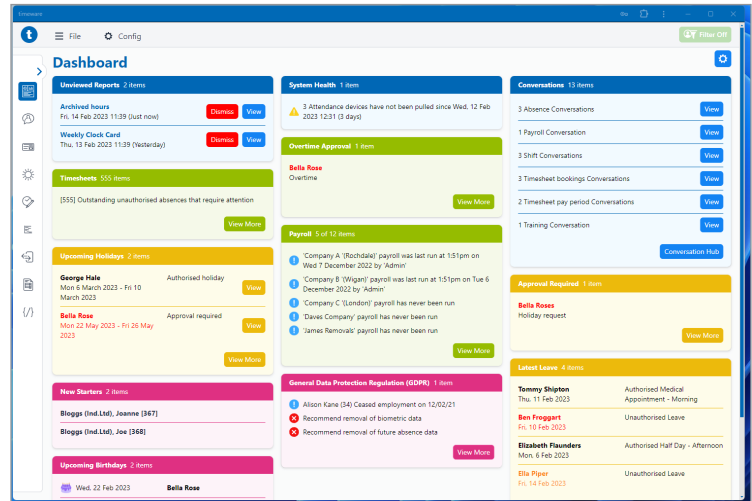 timeware
t
File
Config
Filter Off
Dashboard
Unviewed Reports 2 items
Archived hours
Fri, 14 Feb 2023 11:39 (Just now)
Dismiss
View
Weekly Clock Card
Thu. 13 Feb 2023 11:39 (Yesterday)
Dismiss
View
Timesheets 555 items
[555] Outstanding unauthorised absences that require attention
View More
Upcoming Holidays 2 items
George Hale
Authorised holiday
Mon 6 March 2023 - Fri 10
March 2023
View
Bella Rose
Approval required
Mon 22 May 2023 - Fri 26 May
2023
View
View More
New Starters 2 items
Bloggs (Ind.Ltd), Joanne [367]
Bloggs (Ind.Ltd), Joe [368]
Upcoming Birthdays 2 items
Wed. 22 Feb 2023
Bella Rose
System Health 1 item
3 Attendance devices have not been pulled since Wed. 12 Feb
2023 12:31 (3 days)
Overtime Approval 1 item
Bella Rose
Overtime
View More
Payroll 5 of 12 items
'Company A '(Rochdale)' payroll was last run at 1:51pm on
Wed 7 December 2022 by 'Admin'
'Company B '(Wigan)' payroll was last run at 1:51pm on Tue 6
December 2022 by 'Admin'
'Company C '(London)' payroll has never been run
'Daves Company' payroll has never been run
'James Removals' payroll has never been run
View More
General Data Protection Regulation (GDPR) 1 item
Alison Kane (34) Ceased employment on 12/02/21
Recommend removal of biometric data
Recommend removal of future absence data
View More
Conversations 13 items
3 Absence Conversations
View
1 Payroll Conversation
View
3 Shift Conversations
View
3 Timesheet bookings Conversations
View
2 Timesheet pay period Conversations
View
1 Training Conversation
View
Conversation Hub
Approval Required 1 item
Bella Roses
Holiday request
View More
Latest Leave 4 items
Tommy Shipton
Authorised Medical
Thu. 11 Feb 2023
Appointment - Morning
Ben Froggart
Unauthorised Leave
Fri. 10 Feb 2023
Elizabeth Flaunders
Authorised Half Day - Afternoon
Mon. 6 Feb 2023
Ella Piper
Unauthorised Leave
Fri. 14 Feb 2023